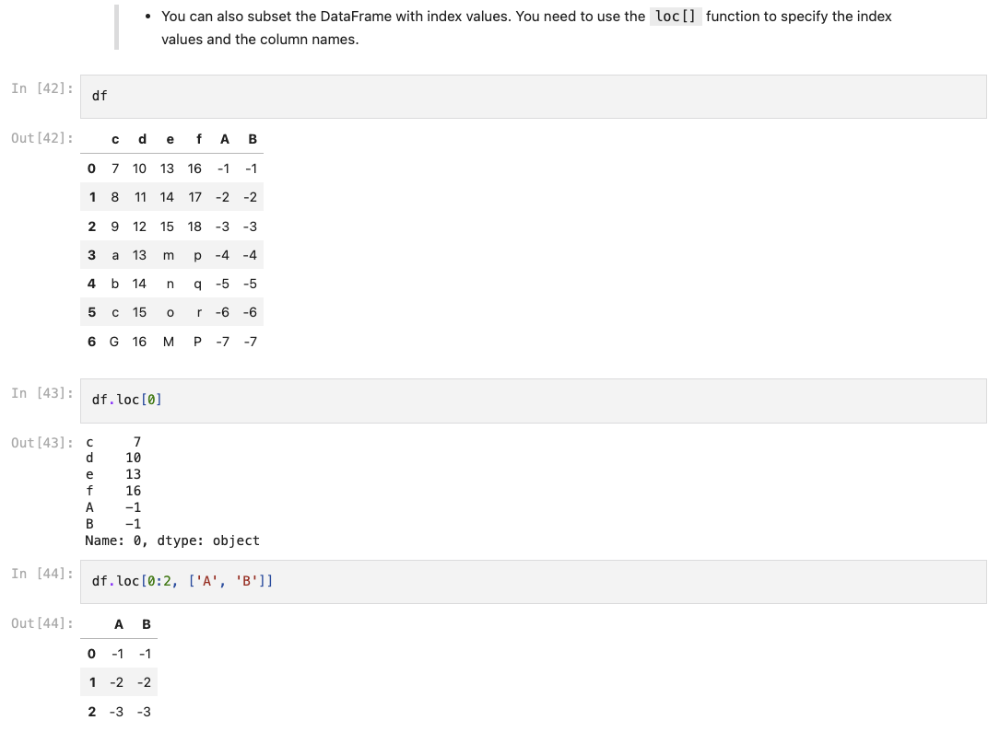 • You can also subset the DataFrame with index values. You need to use the loc[] function to specify the index
values and the column names.
In [42]: df
Out[42]: c d e f A B
0 7 10 13 16 -1 -1
1 8 11 14 17 -2 -2
2 9 12 15 18 -3 -3
3 a 13 m p -4 -4
4 b 14 n q -5 -5
5 c 15 o r -6 -6
6 G 16 M P -7 -7
In [43]: df.loc[0]
Out[43]: c 7
d 10
e 13
f 16
A -1
B -1
Name: 0, dtype: object
In [44]: df.loc[0:2, ['A', 'B']]
Out[44]: A B
0 -1 -1
1 -2 -2
2 -3 -3